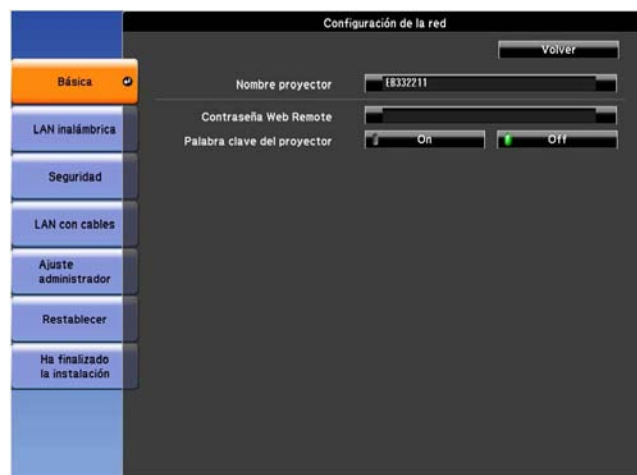 Configuración de la red
Volver
Básica
Nombre proyector
EB332211
Contraseña Web Remote
LAN inalámbrica
Palabra clave del proyector
On
Off
Seguridad
LAN con cables
Ajuste
administrador
Restablecer
Ha finalizado
la instalación